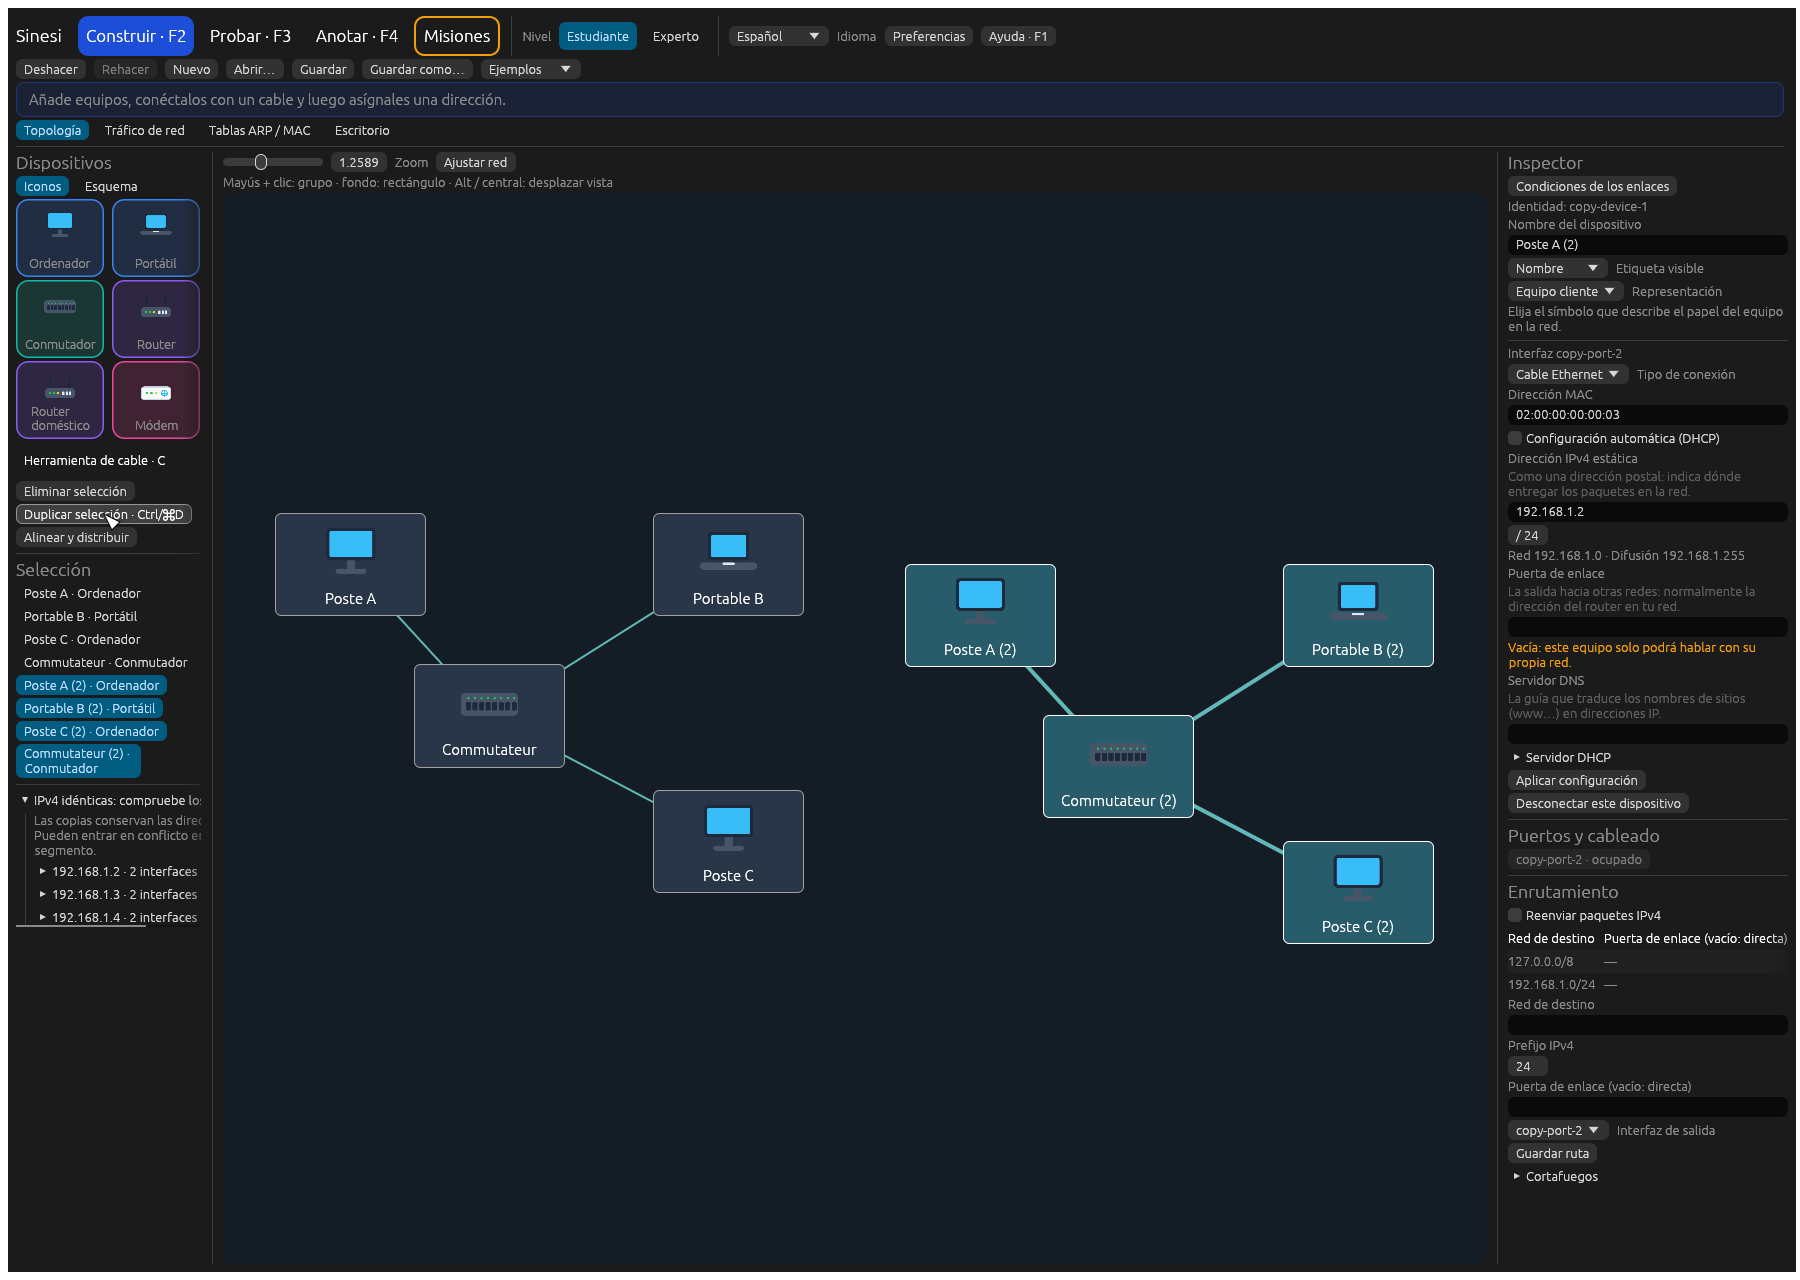 Sinesi
Construir · F2
Probar · F3
Anotar · F4
Misiones
Nivel
Estudiante
Experto
Español
Idioma
Preferencias
Ayuda · F1
Deshacer
Rehacer
Nuevo
Abrir...
Guardar
Guardar como...
Ejemplos
Añade equipos, conéctalos con un cable y luego asígnales una dirección.
Topología
Tráfico de red
Tablas ARP / MAC
Escritorio
Dispositivos
Iconos
Esquema
Ordenador
Portátil
Conmutador
Router
Router
doméstico
Módem
Herramienta de cable · C
Eliminar selección
Duplicar selección · Ctrl/⌘D
Alinear y distribuir
Selección
Poste A · Ordenador
Portable B · Portátil
Poste C · Ordenador
Commutateur · Conmutador
Poste A (2) · Ordenador
Portable B (2) · Portátil
Poste C (2) · Ordenador
Commutateur (2) ·
Conmutador
IPv4 idénticas: compruebe lo
Las copias conservan las direc
Pueden entrar en conflicto e
segmento.
192.168.1.2 · 2 interfaces
192.168.1.3 · 2 interfaces
192.168.1.4 · 2 interfaces
1.2589
Zoom
Ajustar red
Mayús + clic: grupo · fondo: rectángulo · Alt / central: desplazar vista
Poste A
Portable B
Commutateur
Poste C
Poste A (2)
Portable B (2)
Commutateur (2)
Poste C (2)
Inspector
Condiciones de los enlaces
Identidad: copy-device-1
Nombre del dispositivo
Poste A (2)
Nombre
Etiqueta visible
Equipo cliente
Representación
Elija el símbolo que describe el papel del equipo
en la red.
Interfaz copy-port-2
Cable Ethernet
Tipo de conexión
Dirección MAC
02:00:00:00:00:03
Configuración automática (DHCP)
Dirección IPv4 estática
Como una dirección postal: indica dónde
entregar los paquetes en la red.
192.168.1.2
/ 24
Red 192.168.1.0 · Difusión 192.168.1.255
Puerta de enlace
La salida hacia otras redes: normalmente la
dirección del router en tu red.
Vacía: este equipo solo podrá hablar con su
propia red.
Servidor DNS
La guía que traduce los nombres de sitios
(www...) en direcciones IP.
Servidor DHCP
Aplicar configuración
Desconectar este dispositivo
Puertos y cableado
copy-port-2 · ocupado
Enrutamiento
Reenviar paquetes IPv4
Red de destino
Puerta de enlace (vacío: directa)
127.0.0.0/8
—
192.168.1.0/24
—
Red de destino
Prefijo IPv4
24
Puerta de enlace (vacío: directa)
copy-port-2
Interfaz de salida
Guardar ruta
Cortafuegos